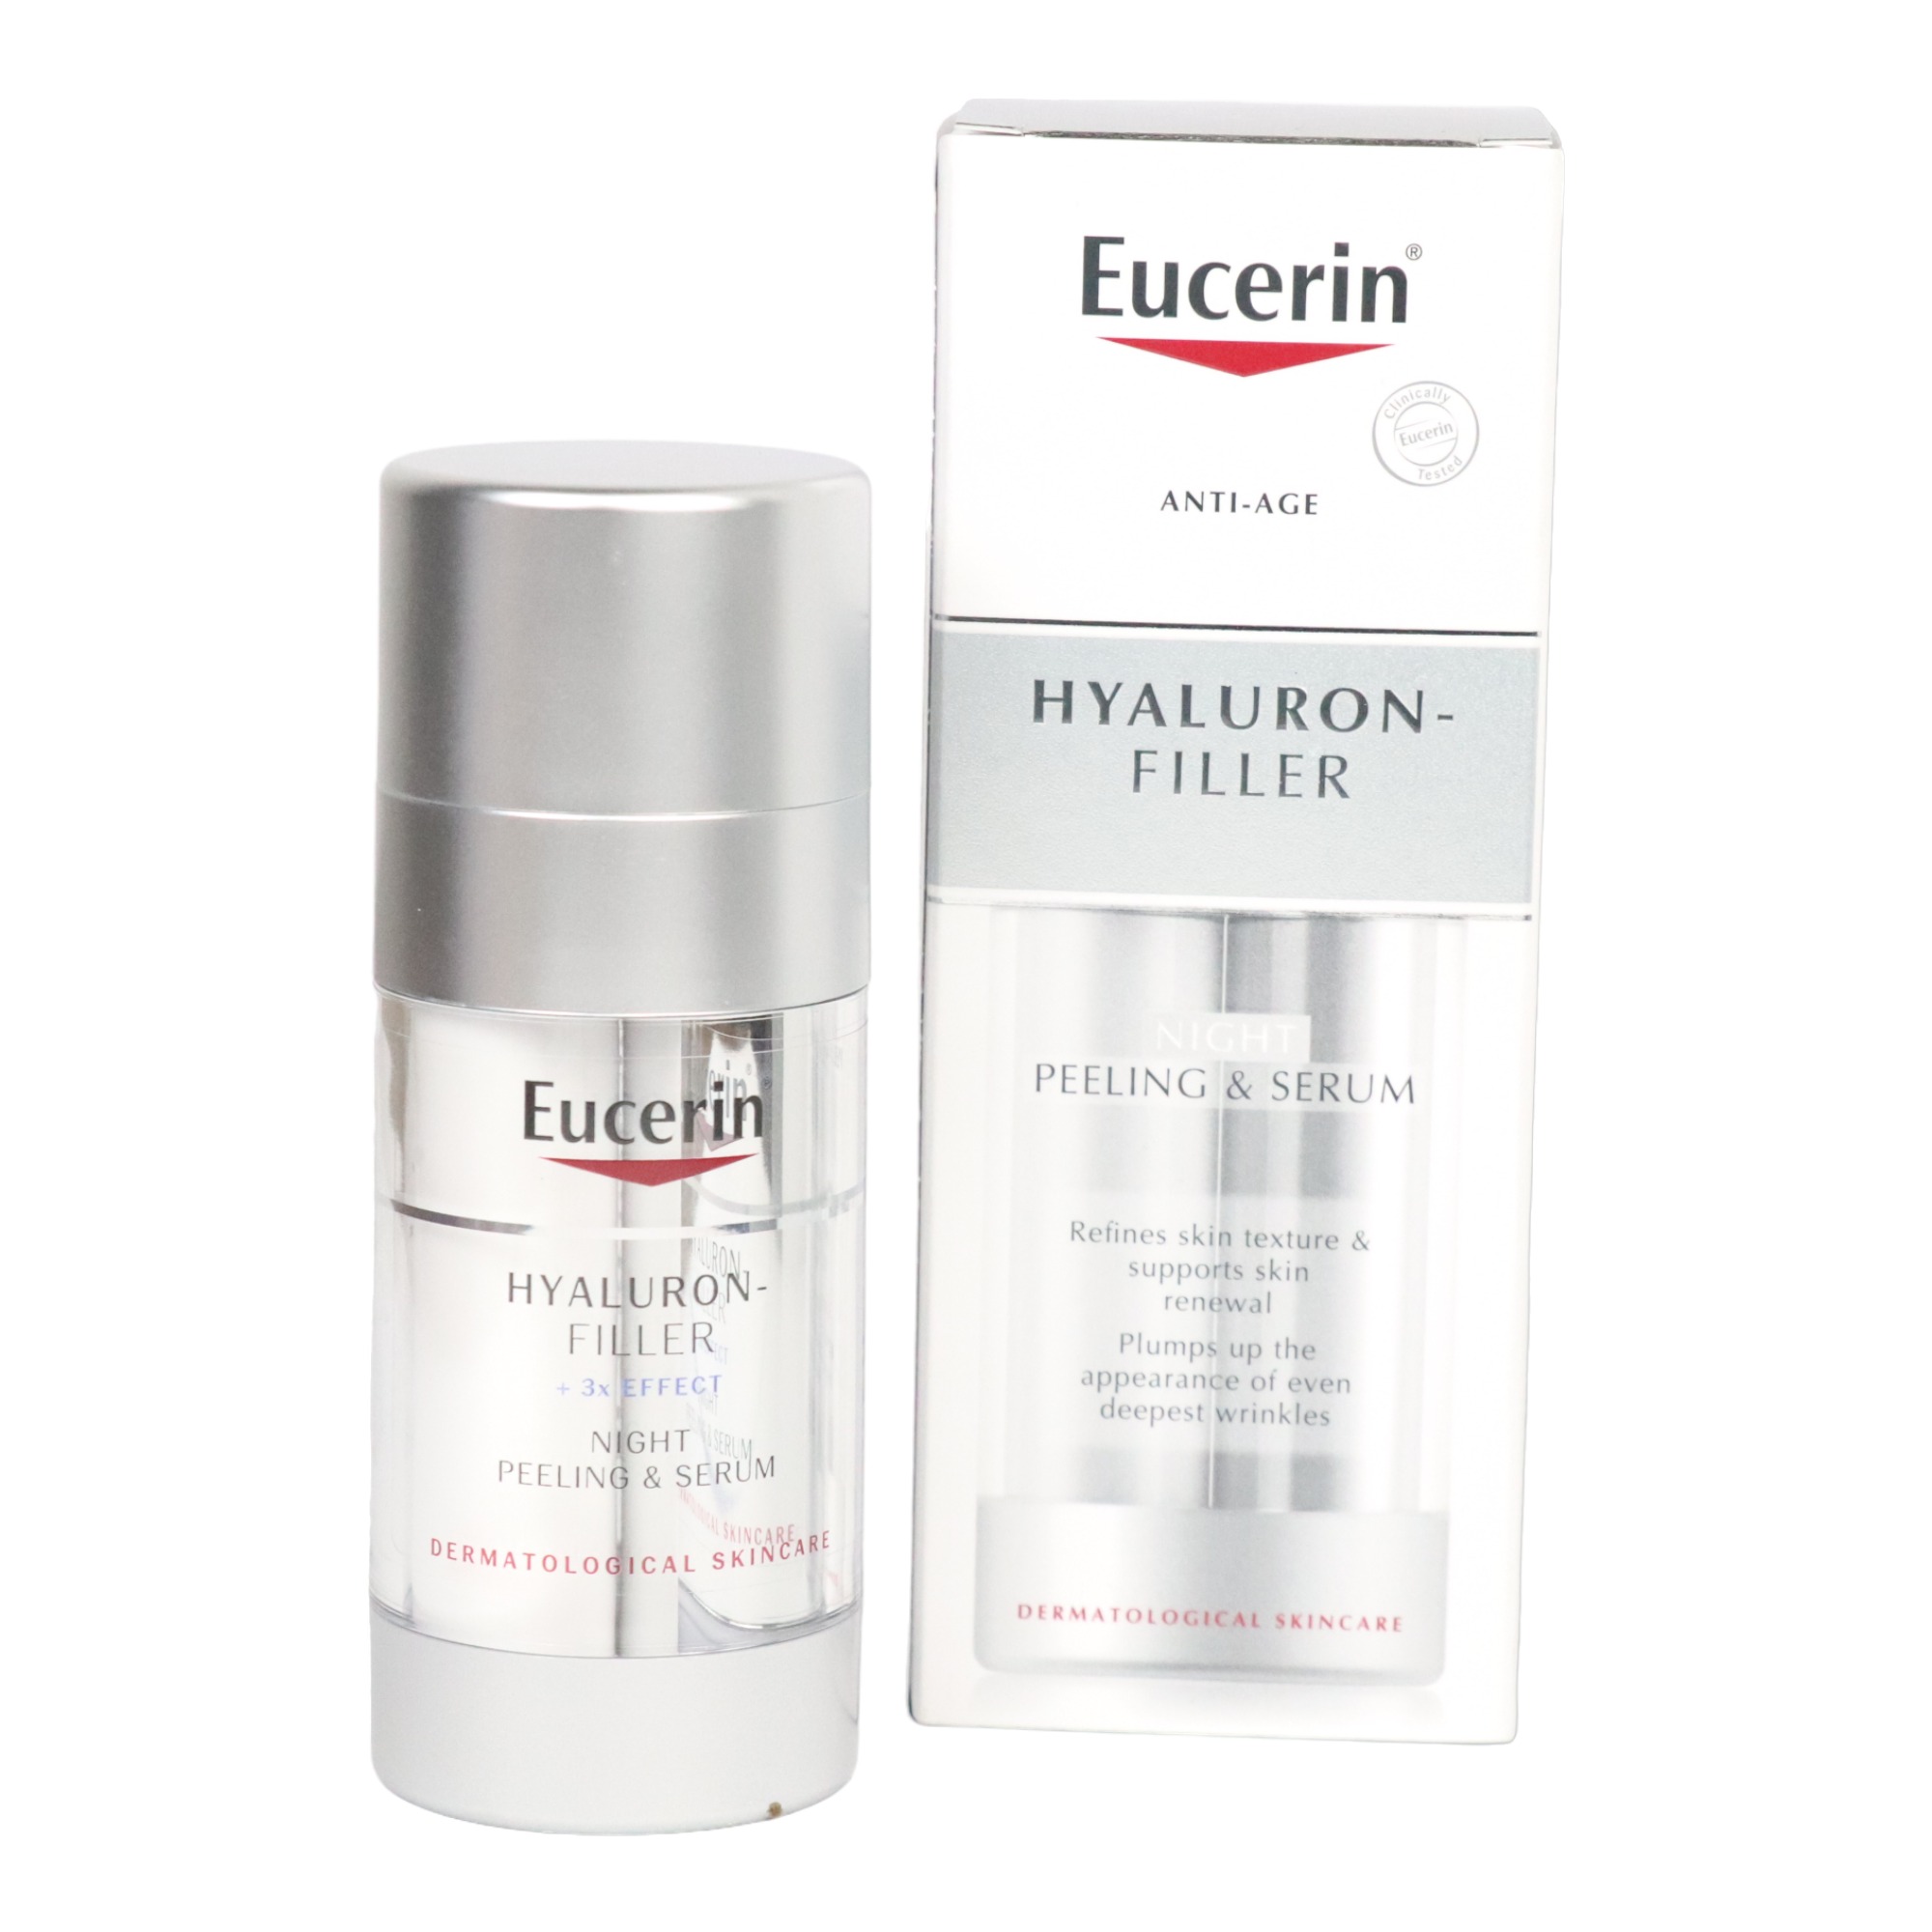 Eucerin
HYALURON-
FILLER
+ 3x EFFECT
NIGHT
PEELING & SERUM
DERMATOLOGICAL SKINCARE
Eucerin®
Clinically
Eucerin
Tested
ANTI-AGE
HYALURON-
FILLER
NIGHT
PEELING & SERUM
Refines skin texture &
supports skin
renewal
Plumps up the
appearance of even
deepest wrinkles
DERMATOLOGICAL SKINCARE